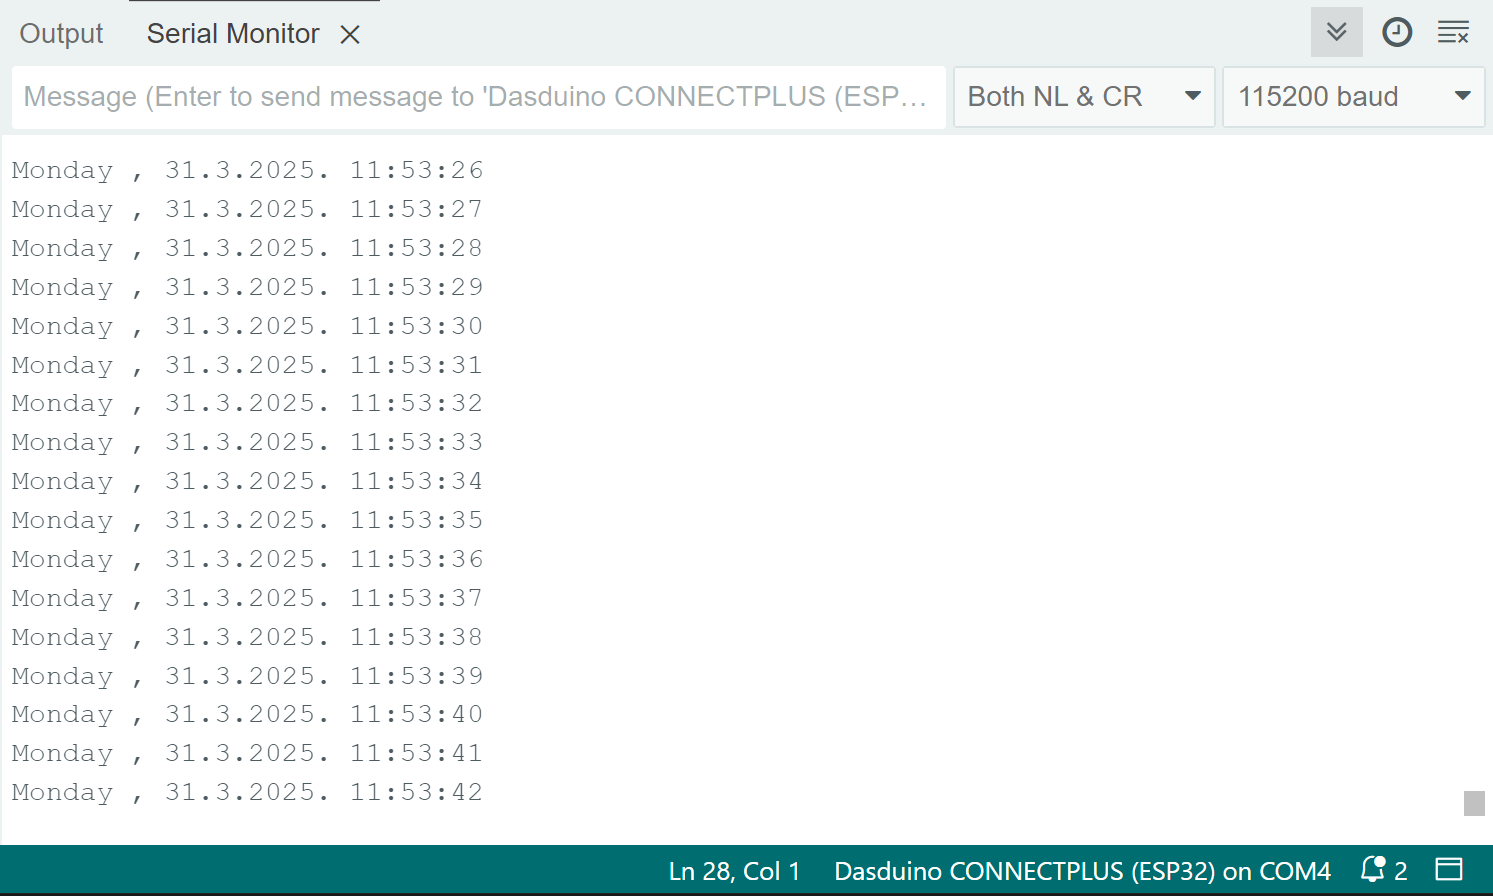 Output Serial Monitor
Message (Enter to send message to 'Dasduino CONNECTPLUS (ESP... Both NL & CR 115200 baud
Monday , 31.3.2025. 11:53:26
Monday , 31.3.2025. 11:53:27
Monday , 31.3.2025. 11:53:28
Monday , 31.3.2025. 11:53:29
Monday , 31.3.2025. 11:53:30
Monday , 31.3.2025. 11:53:31
Monday , 31.3.2025. 11:53:32
Monday , 31.3.2025. 11:53:33
Monday , 31.3.2025. 11:53:34
Monday , 31.3.2025. 11:53:35
Monday , 31.3.2025. 11:53:36
Monday , 31.3.2025. 11:53:37
Monday , 31.3.2025. 11:53:38
Monday , 31.3.2025. 11:53:39
Monday , 31.3.2025. 11:53:40
Monday , 31.3.2025. 11:53:41
Monday , 31.3.2025. 11:53:42
Ln 28, Col 1 Dasduino CONNECTPLUS (ESP32) on COM4 2